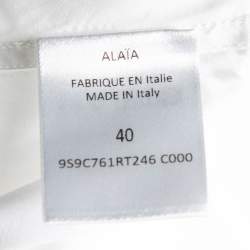 ALAÏA
FABRIQUE EN Italie
MADE IN Italy
40
9S9C761RT246 C000